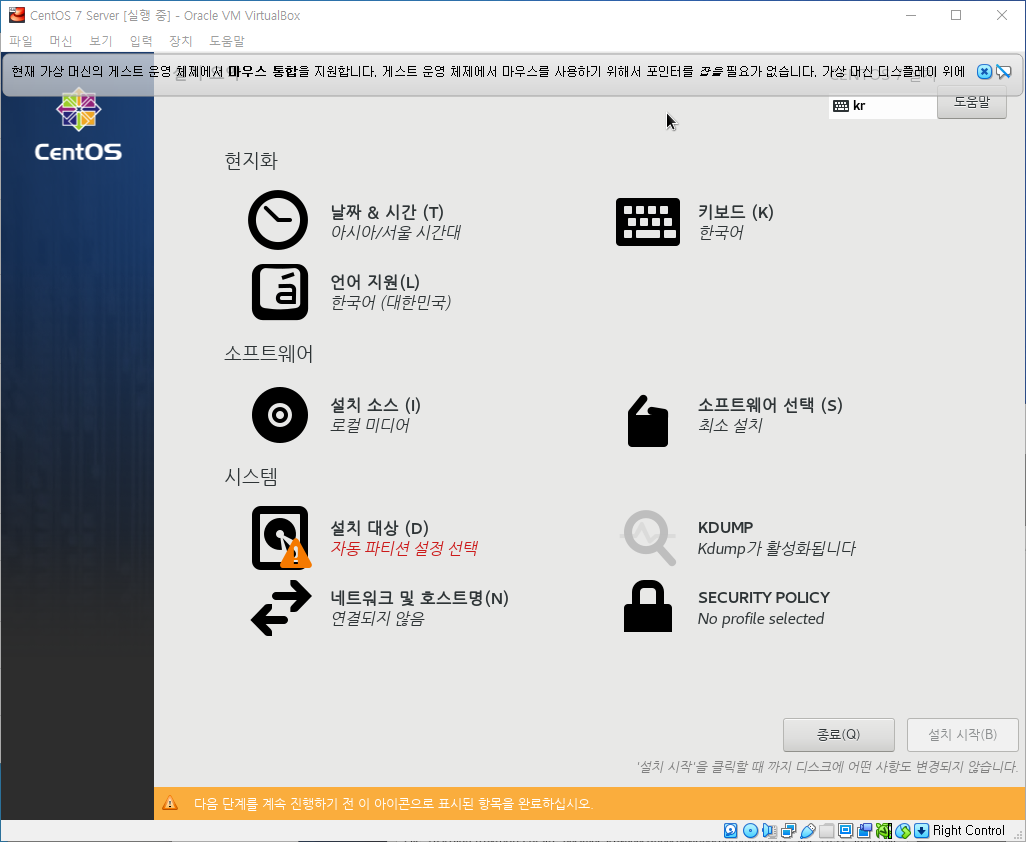 CentOS 7 Server [실행 중] - Oracle VM VirtualBox
파일 머신 보기 입력 장치 도움말
현재 가상 머신의 게스트 운영 체제에서 마우스 통합을 지원합니다. 게스트 운영 체제에서 마우스를 사용하기 위해서 포인터를 잡을 필요가 없습니다. 가상 머신 디스플레이 위에
kr
도움말
CentOS
현지화
날짜 & 시간 (T)
아시아/서울 시간대
키보드 (K)
한국어
언어 지원(L)
한국어 (대한민국)
소프트웨어
설치 소스 (I)
로컬 미디어
소프트웨어 선택 (S)
최소 설치
시스템
설치 대상 (D)
자동 파티션 설정 선택
KDUMP
Kdump가 활성화됩니다
네트워크 및 호스트명(N)
연결되지 않음
SECURITY POLICY
No profile selected
종료(Q)
설치 시작(B)
'설치 시작'을 클릭할 때 까지 디스크에 어떤 사항도 변경되지 않습니다.
다음 단계를 계속 진행하기 전 이 아이콘으로 표시된 항목을 완료하십시오.
Right Control